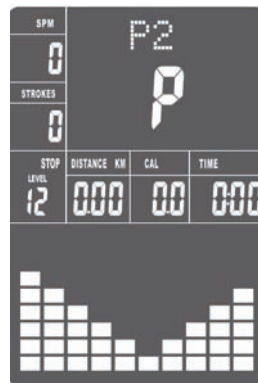 SPM
0
STROKES
0
P2
P
STOP
LEVEL
12
DISTANCE KM
0.00
CAL
0.0
TIME
0:00